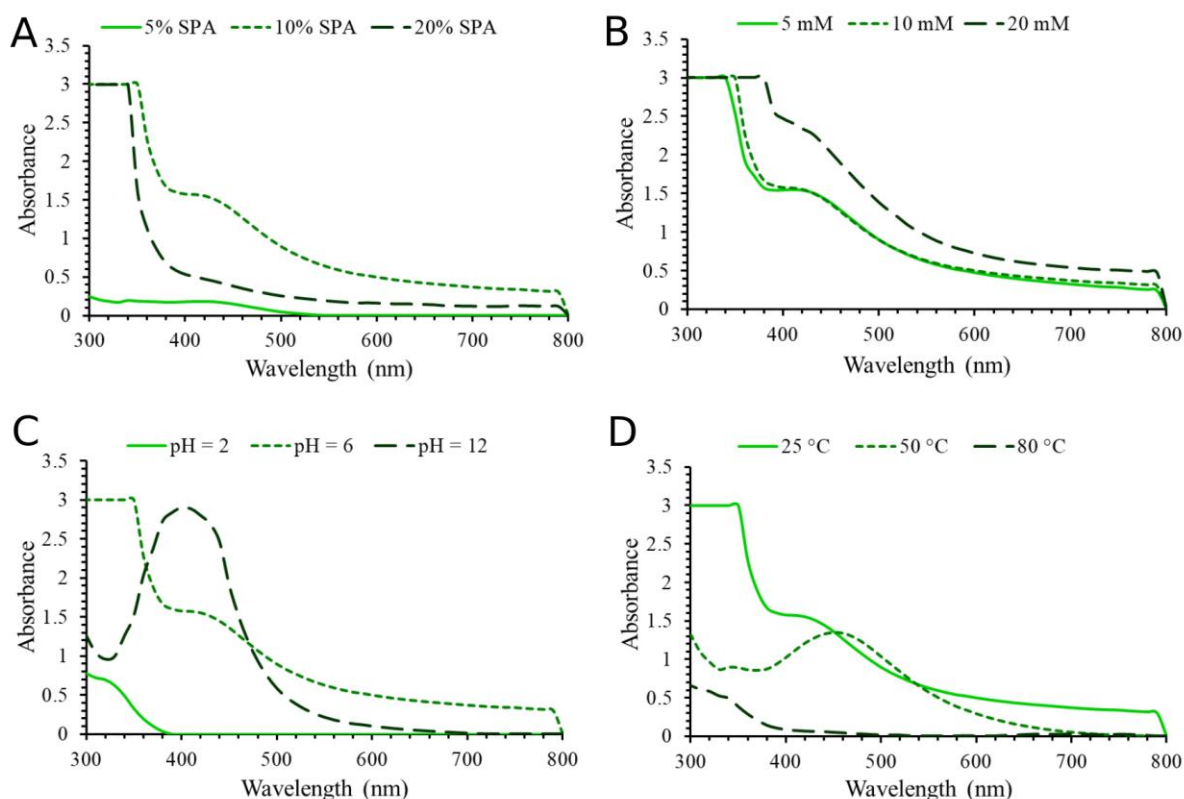 A
5% SPA 10% SPA 20% SPA
3.5
3
2.5
2
1.5
1
0.5
0
Absorbance
300 400 500 600 700 800
Wavelength (nm)
B
5 mM 10 mM 20 mM
3.5
3
2.5
2
1.5
1
0.5
0
Absorbance
300 400 500 600 700 800
Wavelength (nm)
C
pH = 2 pH = 6 pH = 12
3.5
3
2.5
2
1.5
1
0.5
0
Absorbance
300 400 500 600 700 800
Wavelength (nm)
D
25 °C 50 °C 80 °C
3.5
3
2.5
2
1.5
1
0.5
0
Absorbance
300 400 500 600 700 800
Wavelength (nm)